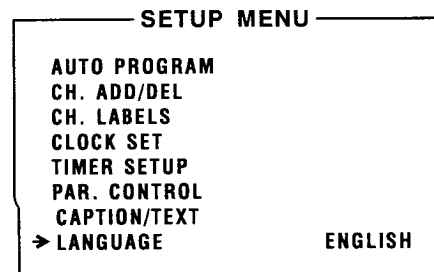 SETUP MENU
AUTO PROGRAM
CH. ADD/DEL
CH. LABELS
CLOCK SET
TIMER SETUP
PAR. CONTROL
CAPTION/TEXT
→ LANGUAGE ENGLISH